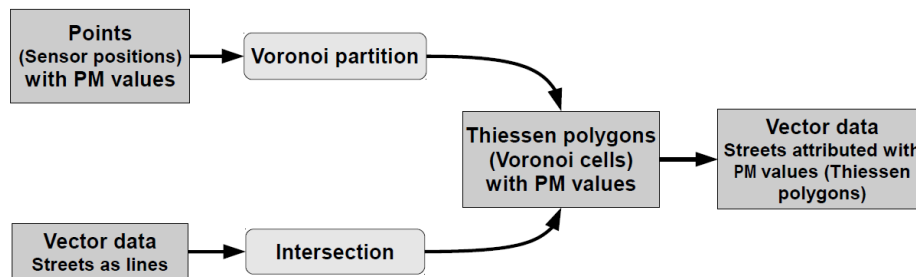 Points
(Sensor positions)
with PM values
Voronoi partition
Thiessen polygons
(Voronoi cells)
with PM values
Vector data
Streets attributed with
PM values (Thiessen
polygons)
Vector data
Streets as lines
Intersection